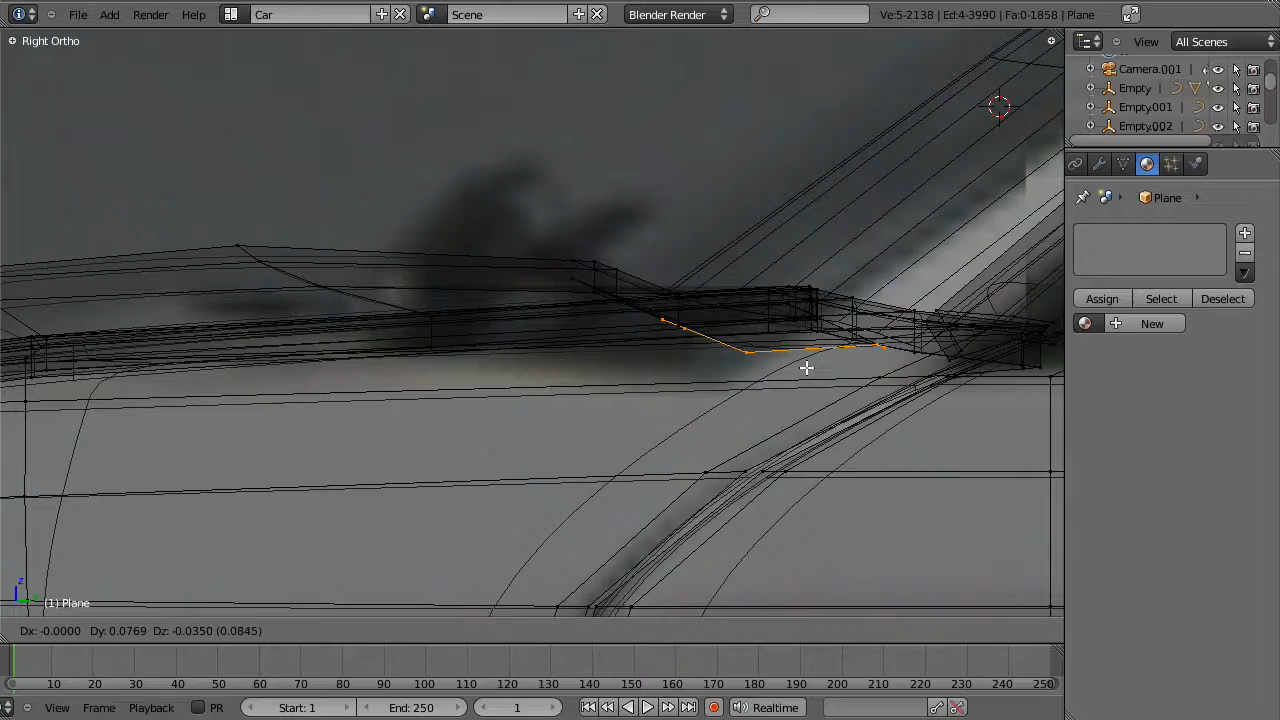 File Add Render Help Car Scene Blender Render Ve:5-2138 | Ed:4-3990 | Fa:0-1858 | Plane
Right Ortho
View All Scenes
Camera.001
Empty
Empty.001
Empty.002
Plane
Assign Select Deselect
New
z
(1) Plane
Dx: -0.0000 Dy: 0.0769 Dz: -0.0350 (0.0845)
10 20 30 40 50 60 70 80 90 100 110 120 130 140 150 160 170 180 190 200 210 220 230 240 250
View Frame Playback PR Start: 1 End: 250 1 Realtime